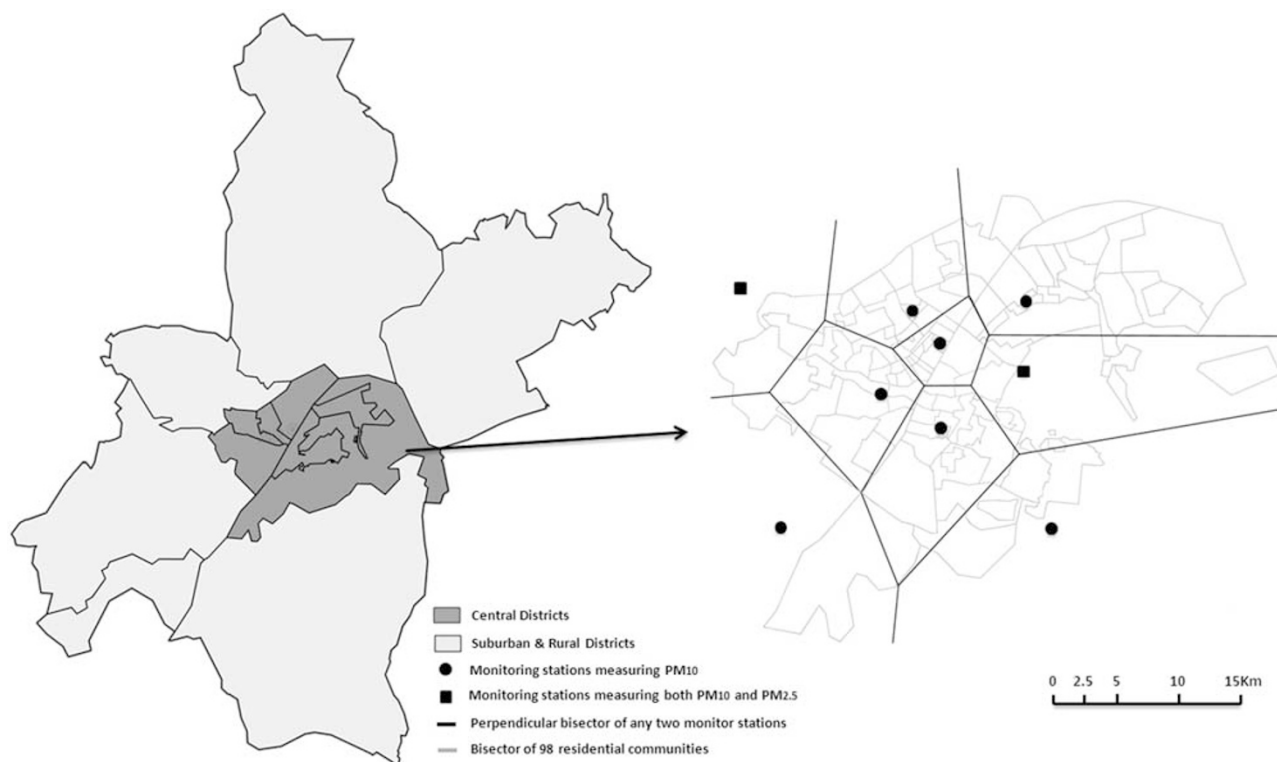 Central Districts
Suburban & Rural Districts
Monitoring stations measuring PM10
Monitoring stations measuring both PM10 and PM2.5
Perpendicular bisector of any two monitor stations
Bisector of 98 residential communities
0 2.5 5 10 15Km